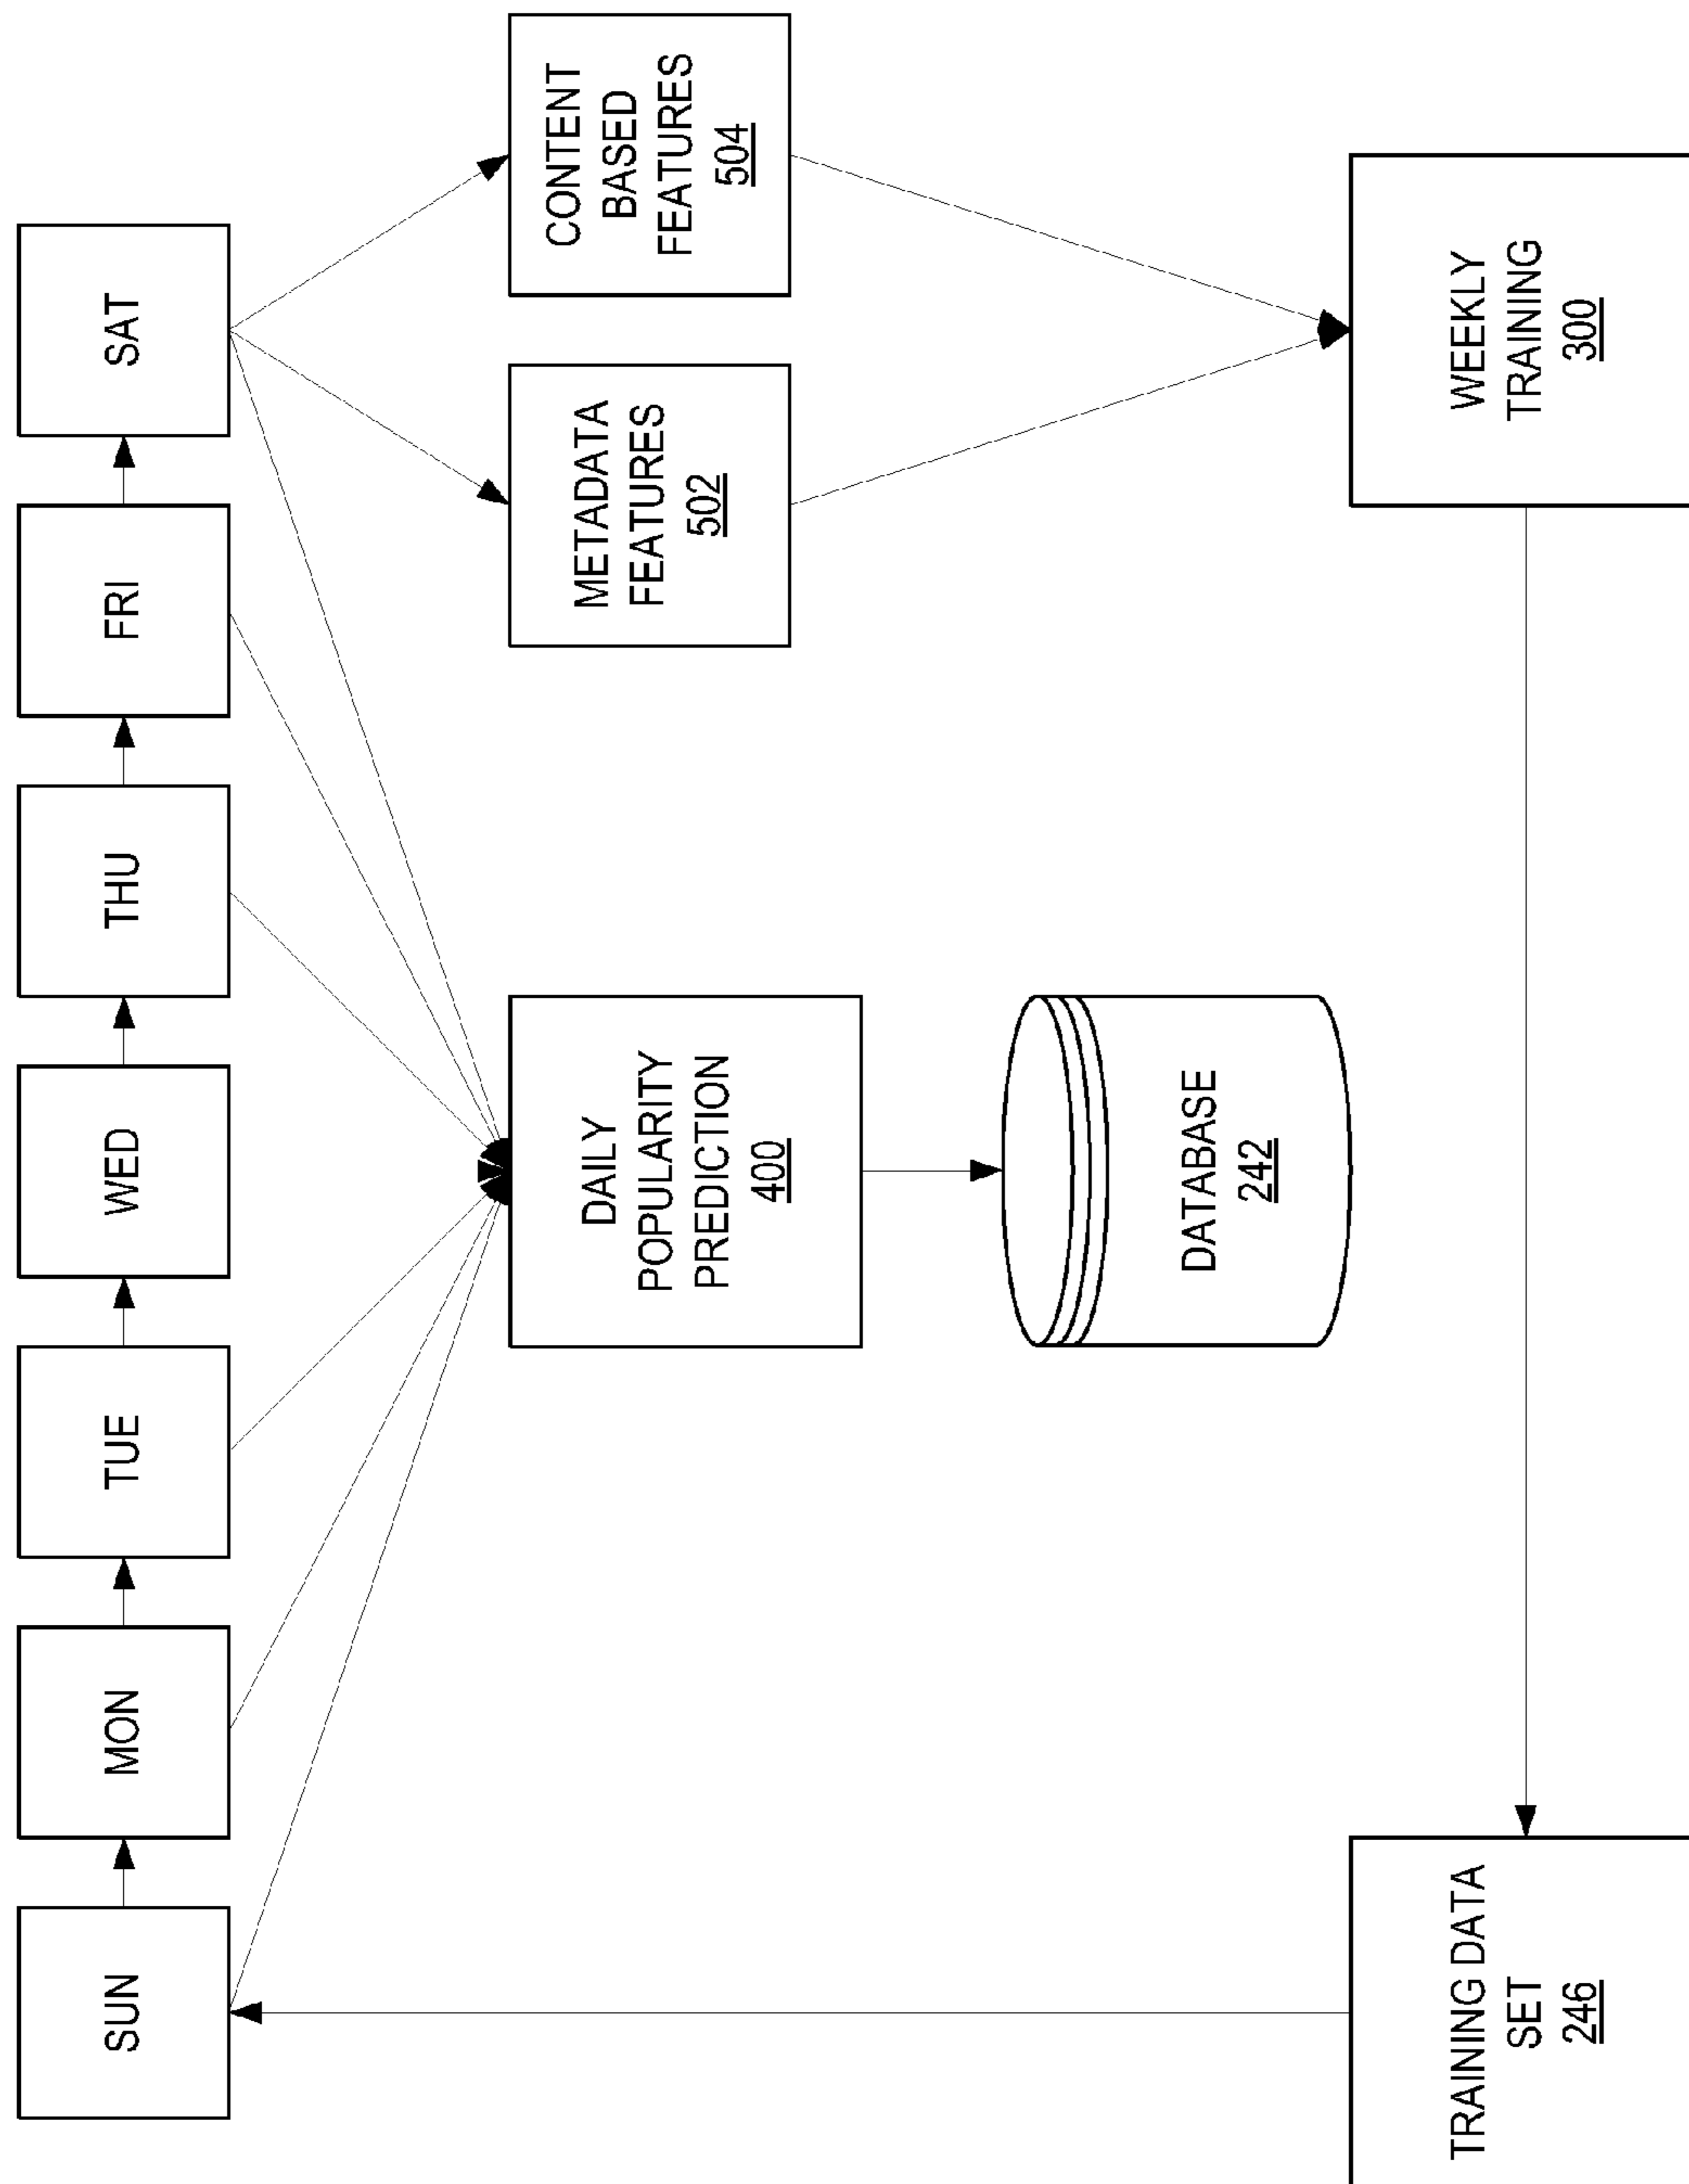 SUN
MON
TUE
WED
THU
FRI
SAT
DAILY
POPULARITY
PREDICTION
400
METADATA
FEATURES
502
CONTENT
BASED
FEATURES
504
DATABASE
242
TRAINING DATA
SET
246
WEEKLY
TRAINING
300